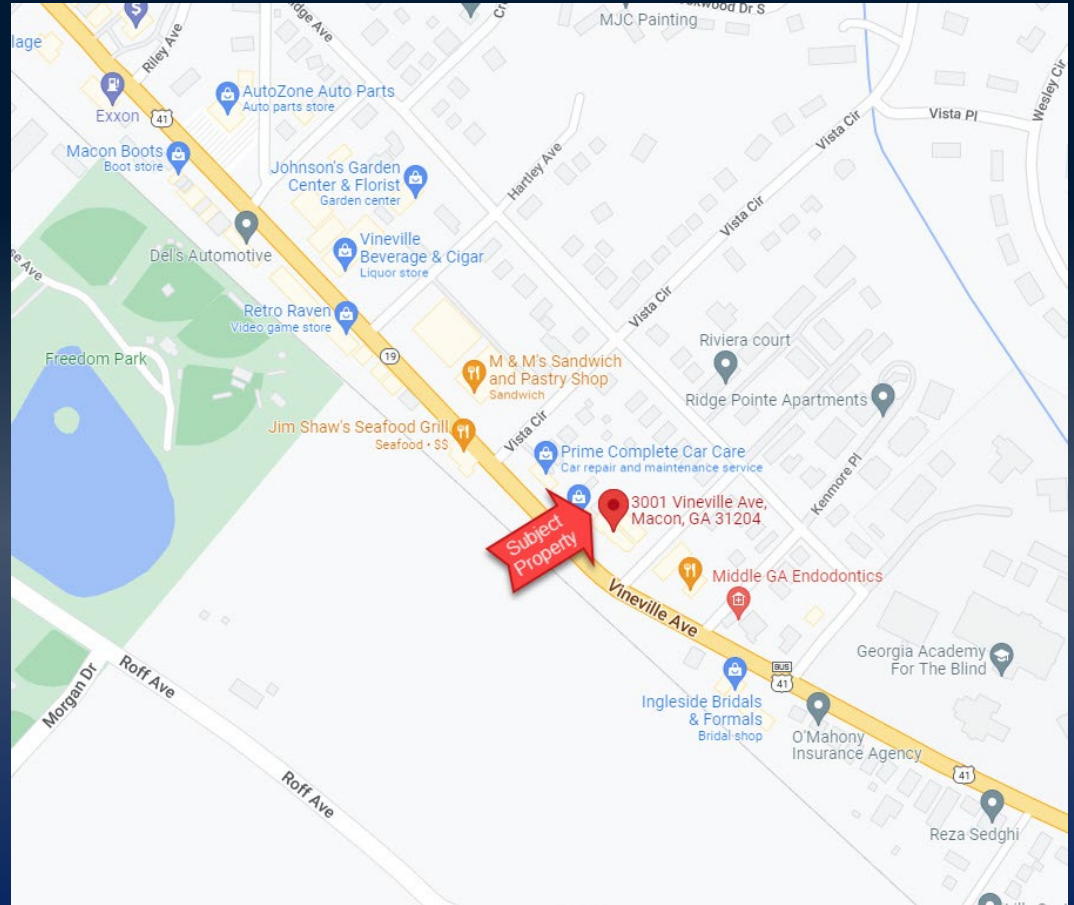 MJC Painting
Riley Ave
Exxon
41
AutoZone Auto Parts
Auto parts store
Macon Boots
Boot store
Johnson's Garden
Center & Florist
Garden center
Hartley Ave
Vista Cir
Vista Pl
Wesley Cir
Vista Cir
Del's Automotive
Vineville
Beverage & Cigar
Liquor store
Retro Raven
Video game store
Vista Cir
Freedom Park
19
M & M's Sandwich
and Pastry Shop
Sandwich
Riviera court
Ridge Pointe Apartments
Jim Shaw's Seafood Grill
Seafood • $$
Vista Cir
Prime Complete Car Care
Car repair and maintenance service
Kenmore Pl
3001 Vineville Ave,
Macon, GA 31204
Subject
Property
Vineville Ave
Middle GA Endodontics
Georgia Academy
For The Blind
BUS
41
Ingleside Bridals
& Formals
Bridal shop
O'Mahony
Insurance Agency
41
Reza Sedghi
Morgan Dr
Roff Ave
Roff Ave